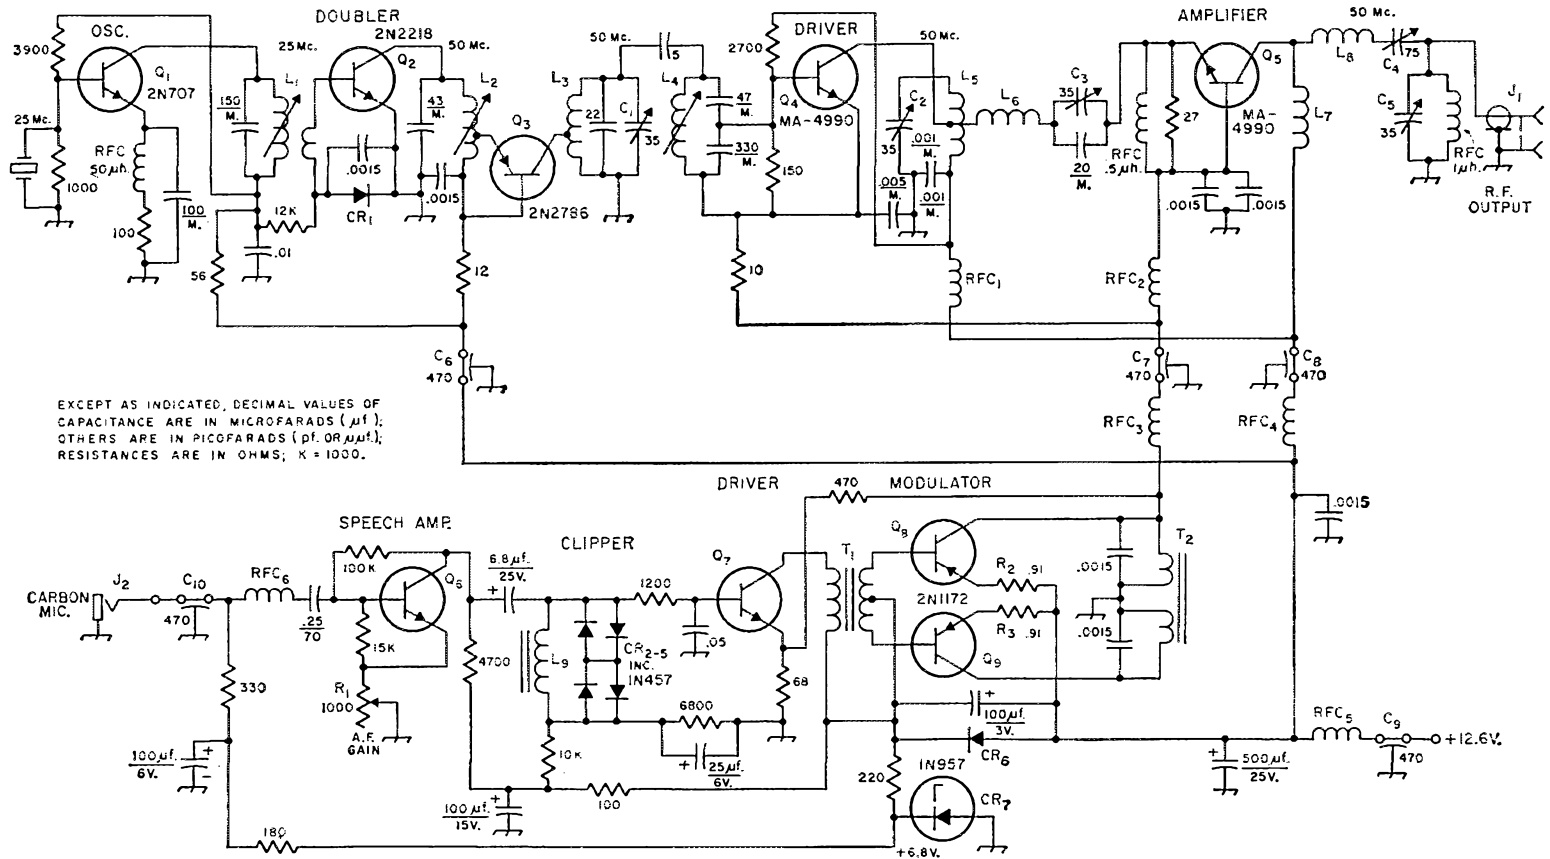 DOUBLER
OSC.
3900
Q1
2N707
25 Mc.
1000
RFC
50 µh.
100
100
M.
25 Mc.
150
M.
L1
12K
.01
56
2N2218
Q2
50 Mc.
.0015
CR1
43
M.
.0015
L2
Q3
2N2786
12
50 Mc.
5
L3
22
C1
35
L4
47
M.
330
M.
DRIVER
2700
Q4
MA-4990
150
10
50 Mc.
C2
35
L5
.001
M.
.005
M.
.001
M.
RFC1
L6
C3
35
20
M.
AMPLIFIER
RFC
.5 µh.
27
Q5
MA-
4990
.0015
.0015
RFC2
L7
50 Mc.
L8
C4
75
C5
35
RFC
1 µh.
J1
R.F.
OUTPUT
C6
470
C7
470
C8
470
RFC3
RFC4
EXCEPT AS INDICATED, DECIMAL VALUES OF
CAPACITANCE ARE IN MICROFARADS (µf);
OTHERS ARE IN PICOFARADS (pf. OR µµf.);
RESISTANCES ARE IN OHMS; K = 1000.
SPEECH AMP.
CLIPPER
DRIVER
MODULATOR
470
.0015
CARBON
MIC.
J2
C10
470
RFC6
.25
70
100K
Q6
15K
R1
1000
A.F.
GAIN
330
100 µf.
6V.
+
-
180
6.8 µf.
25V.
+
4700
L9
CR2-5
INC.
1N457
1200
.05
Q7
68
6800
+
25 µf.
6V.
10K
100
100 µf.
15V.
+
T1
Q8
2N1172
Q9
R2 .91
R3 .91
.0015
.0015
T2
+
100 µf.
3V.
CR6
220
1N957
CR7
+6.8V.
+
500 µf.
25V.
RFC5
C9
470
+12.6V.